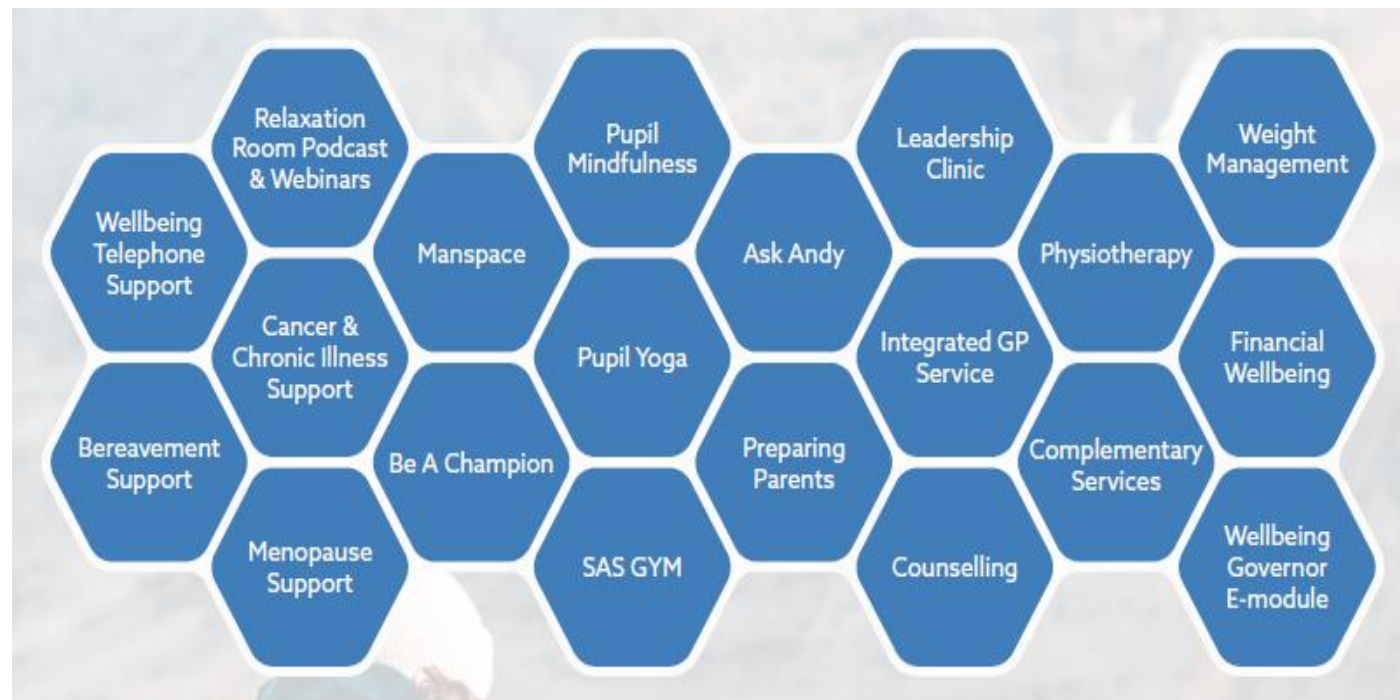 Relaxation
Room Podcast
& Webinars
Pupil
Mindfulness
Leadership
Clinic
Weight
Management
Wellbeing
Telephone
Support
Manspace
Ask Andy
Physiotherapy
Cancer &
Chronic Illness
Support
Pupil Yoga
Integrated GP
Service
Financial
Wellbeing
Bereavement
Support
Be A Champion
Preparing
Parents
Complementary
Services
Menopause
Support
SAS GYM
Counselling
Wellbeing
Governor
E-module